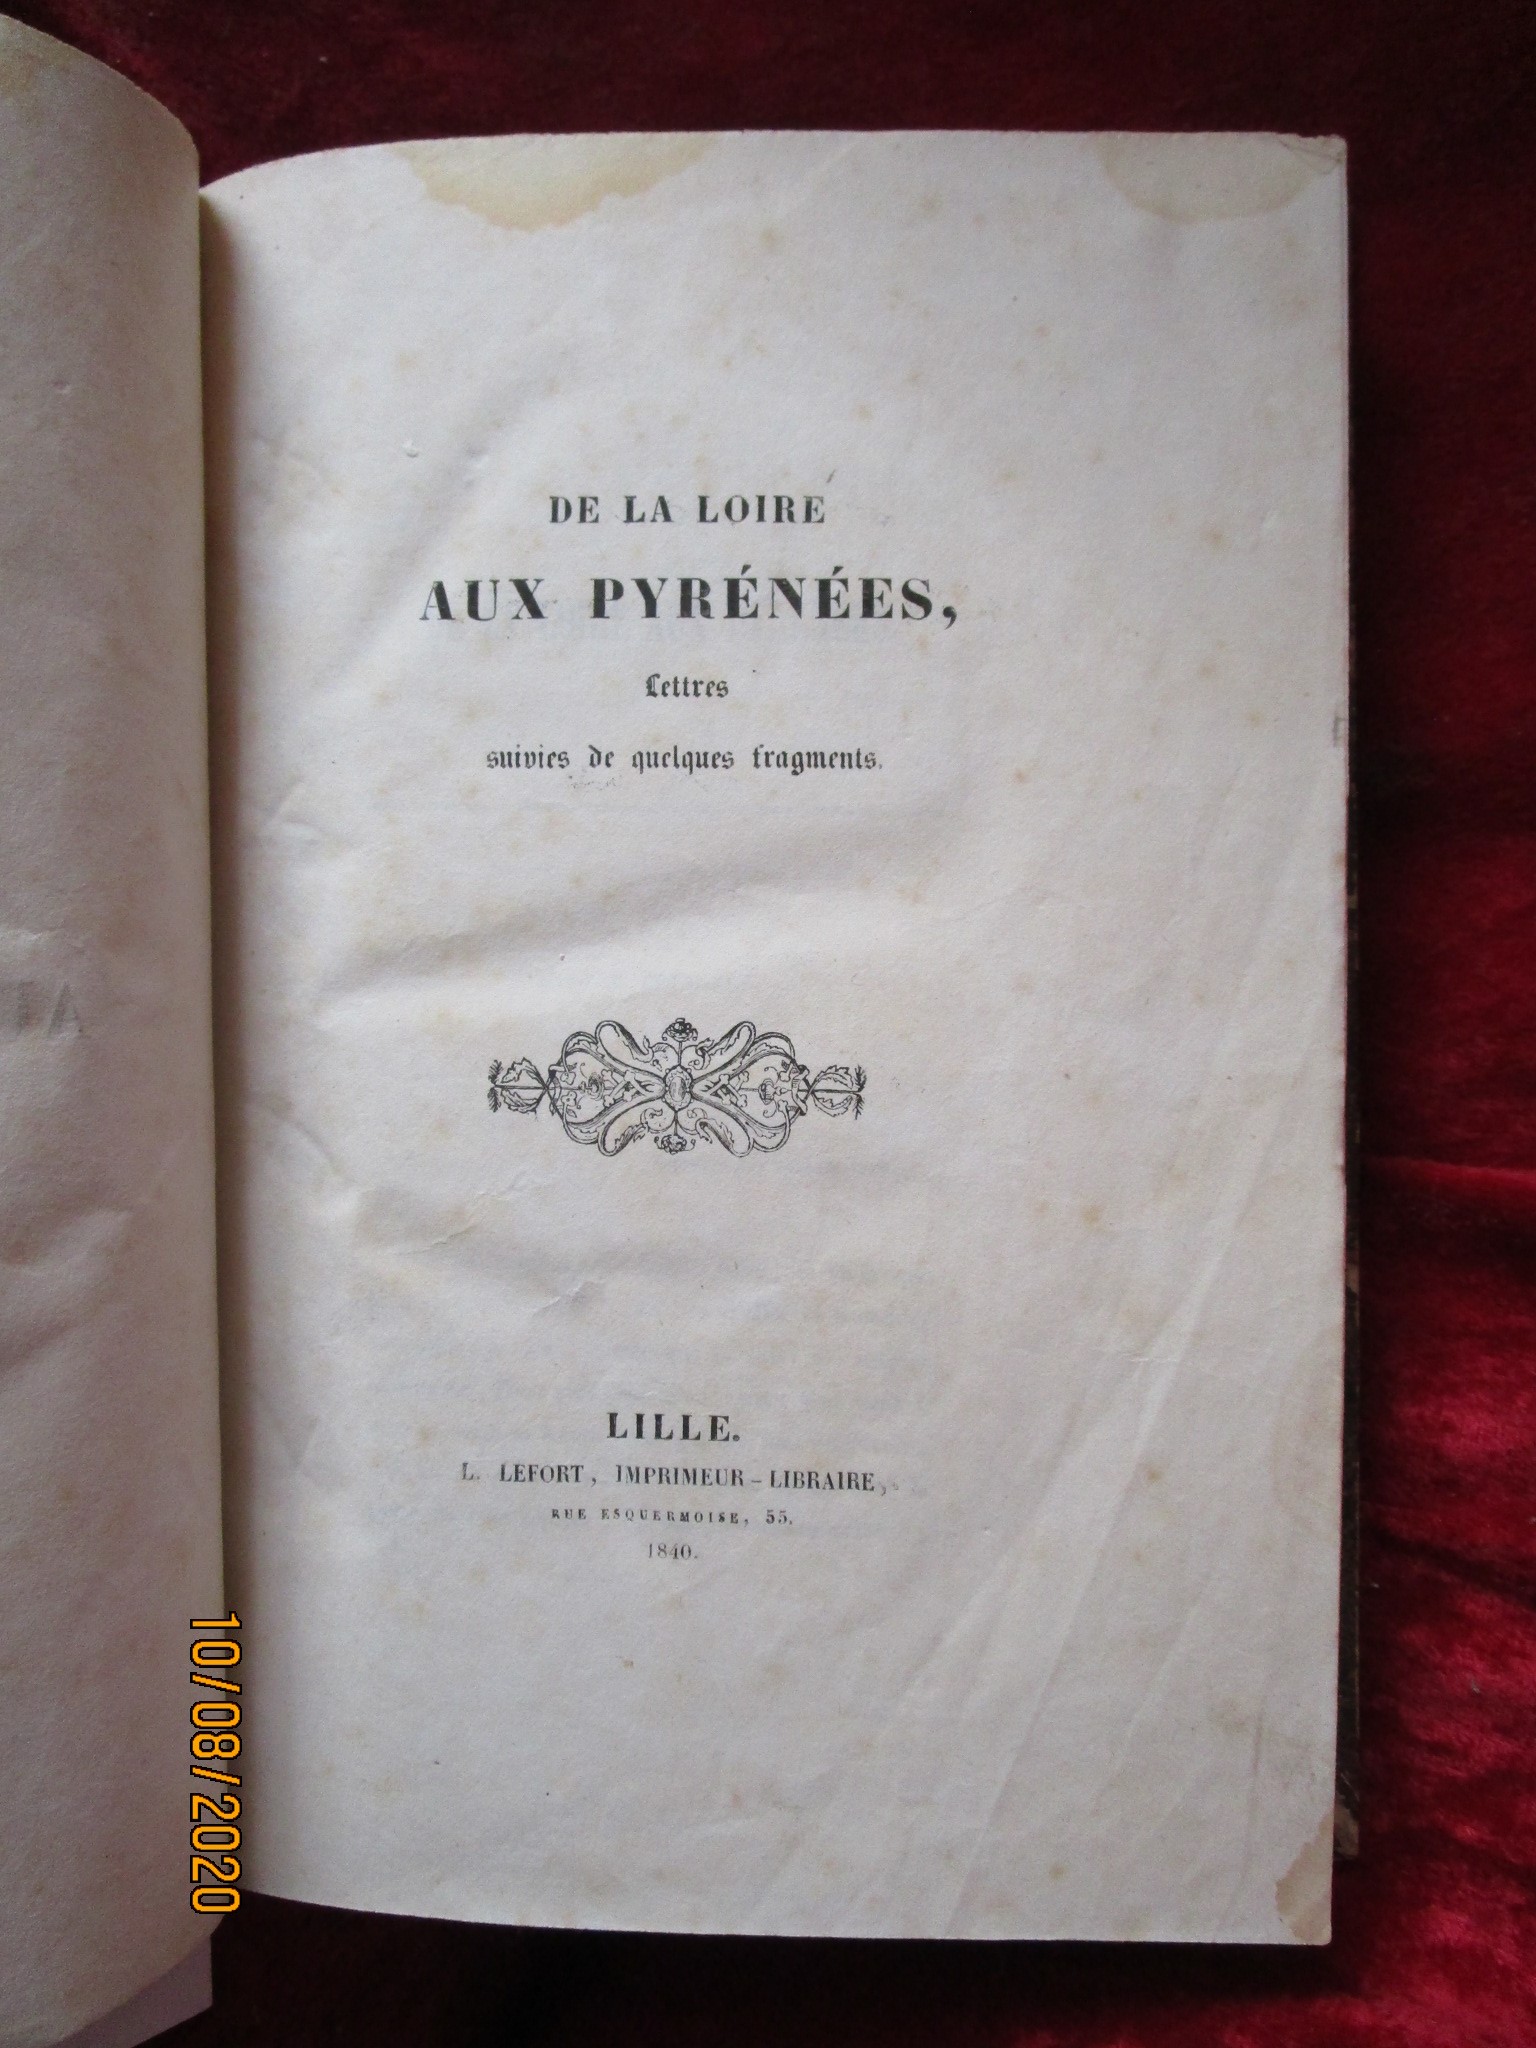 DE LA LOIRE
AUX PYRÉNÉES,
Lettres
suivies de quelques fragments.
LILLE.
L. LEFORT, IMPRIMEUR-LIBRAIRE,
RUE ESQUERMOISE, 55.
1840.
10/08/2020